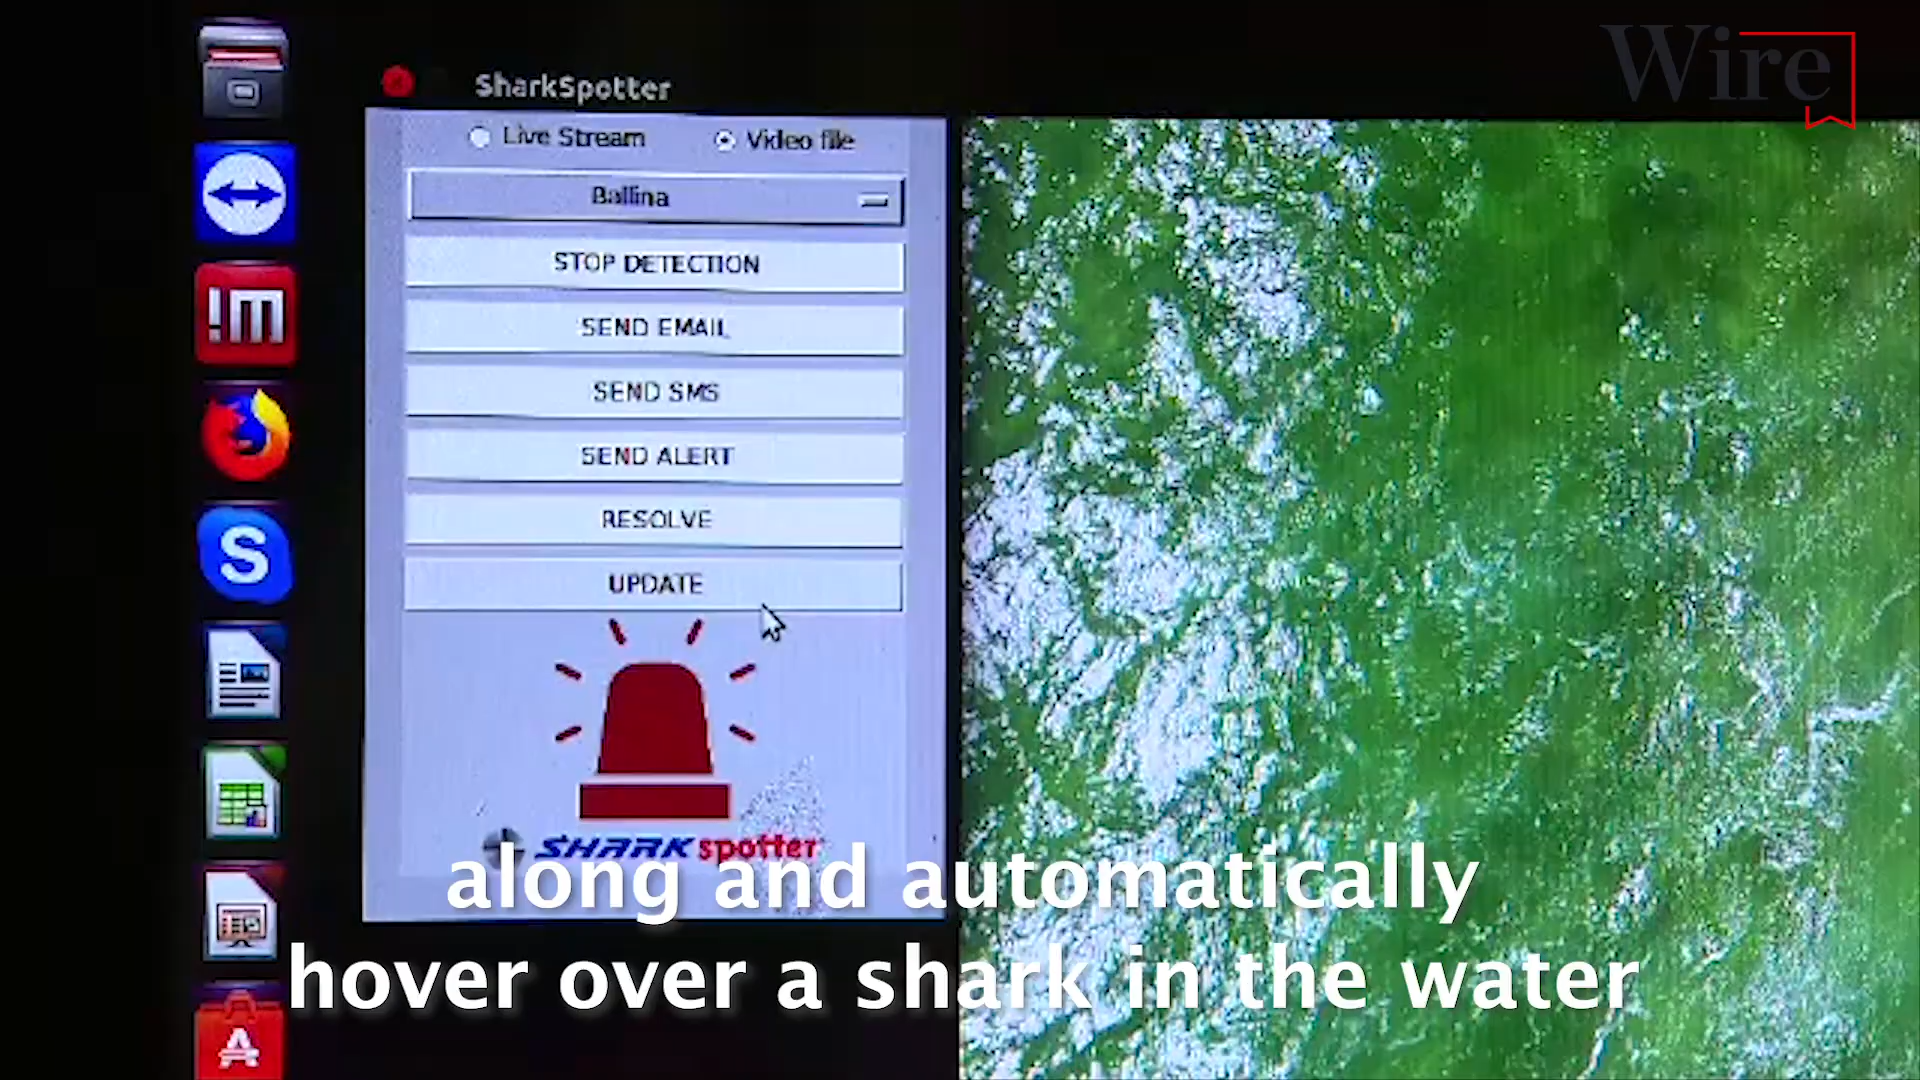 Wire
SharkSpotter
Live Stream
Video file
Ballina
STOP DETECTION
SEND EMAIL
SEND SMS
SEND ALERT
RESOLVE
UPDATE
SHARK spotter
along and automatically
hover over a shark in the water